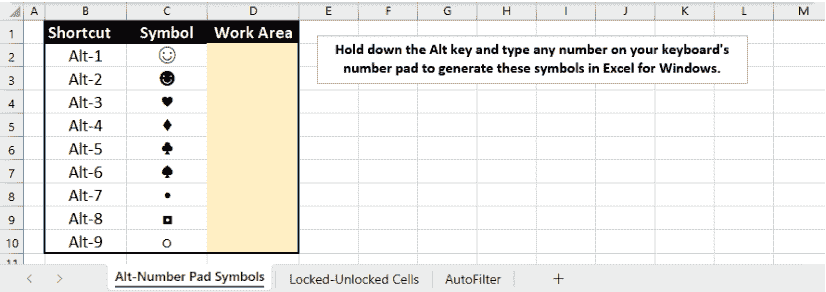 A B C D E F G H I J K L M
1 Shortcut Symbol Work Area
Hold down the Alt key and type any number on your keyboard's
number pad to generate these symbols in Excel for Windows.
2 Alt-1 ☺
3 Alt-2 ☻
4 Alt-3 ♥
5 Alt-4 ♦
6 Alt-5 ♣
7 Alt-6 ♠
8 Alt-7 •
9 Alt-8 ◘
10 Alt-9 ○
11
Alt-Number Pad Symbols Locked-Unlocked Cells AutoFilter +